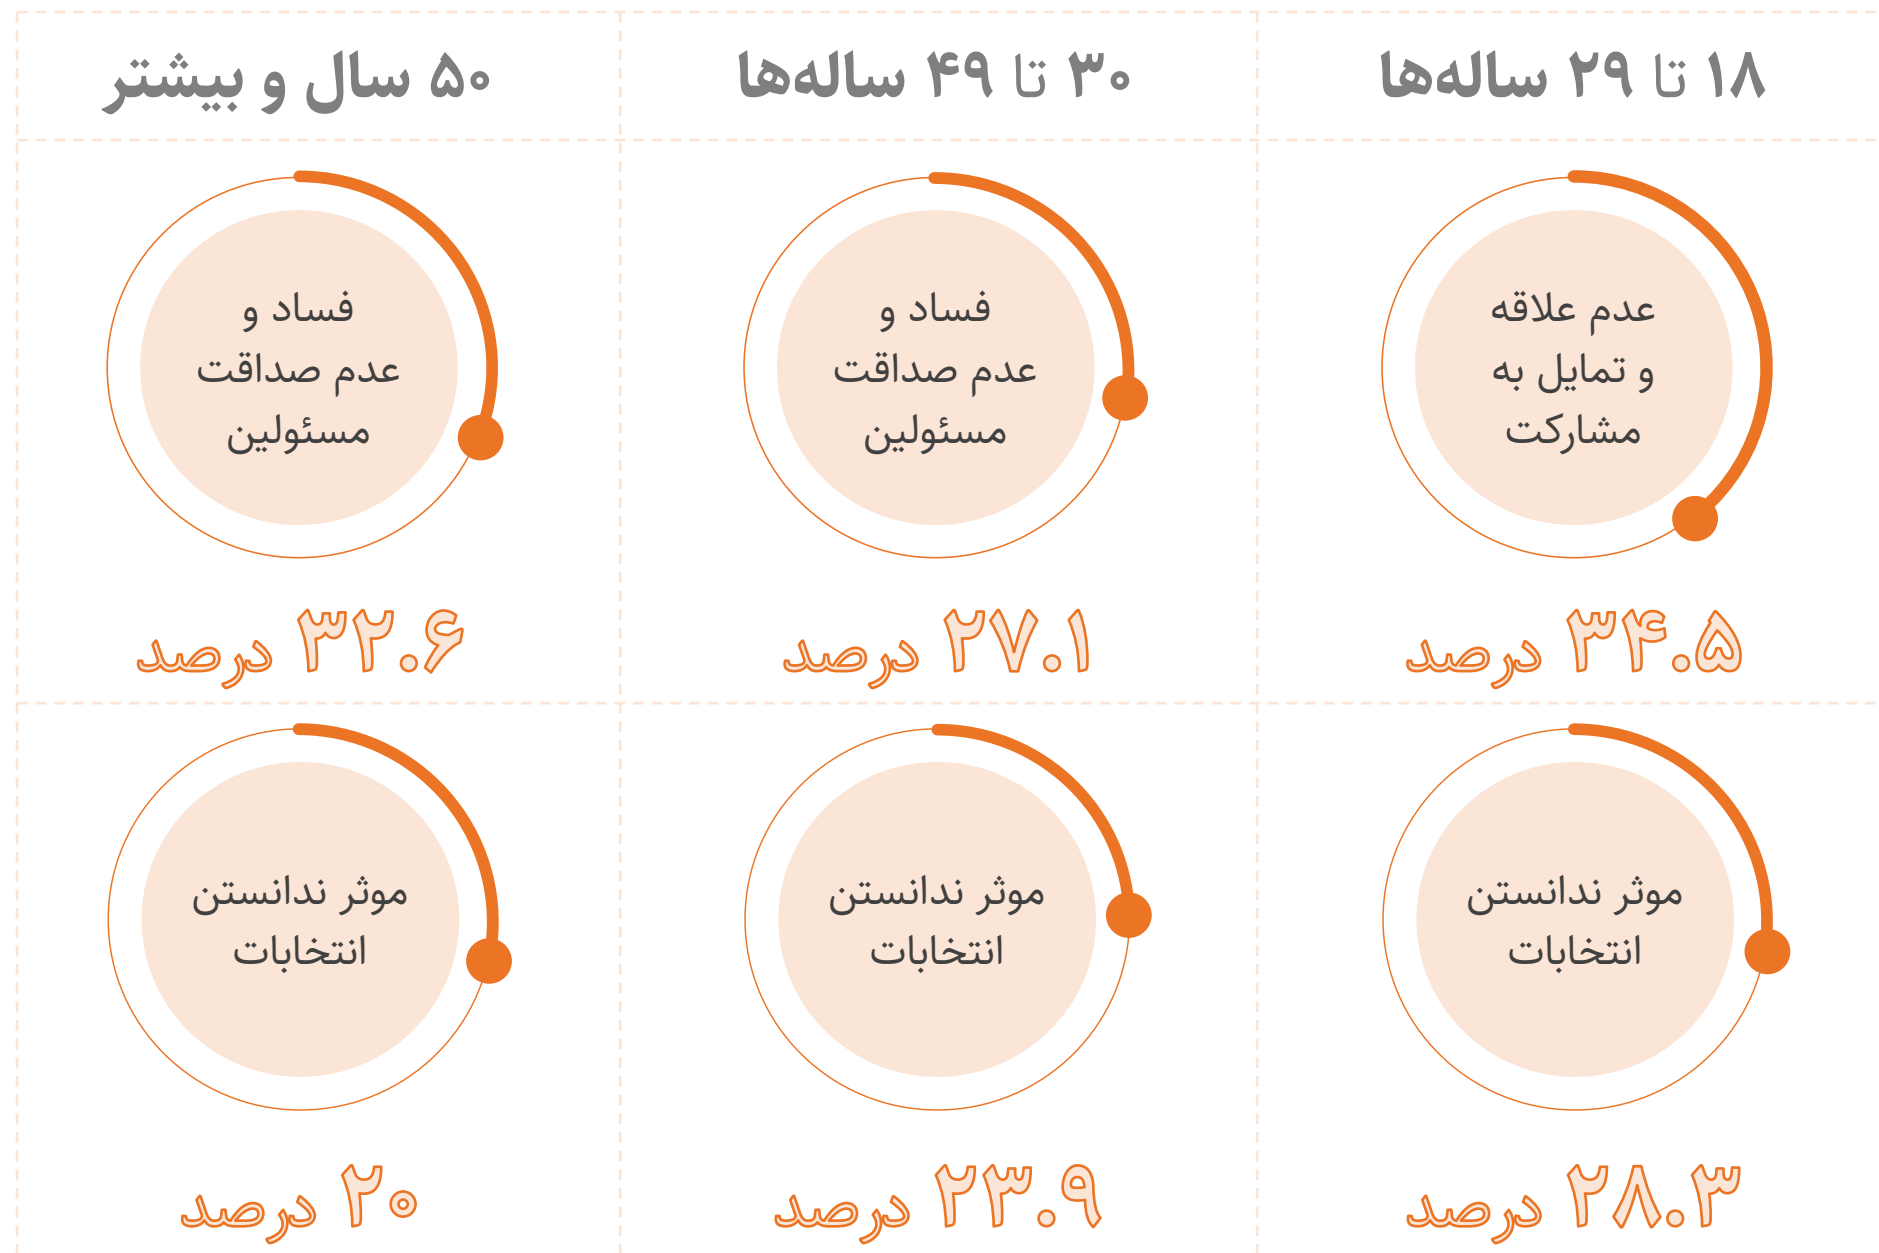 ۱۸ تا ۲۹ ساله‌ها
۳۰ تا ۴۹ ساله‌ها
۵۰ سال و بیشتر
عدم علاقه
و تمایل به
مشارکت
۳۴.۵ درصد
فساد و
عدم صداقت
مسئولین
۲۷.۱ درصد
فساد و
عدم صداقت
مسئولین
۳۲.۶ درصد
موثر ندانستن
انتخابات
۲۸.۳ درصد
موثر ندانستن
انتخابات
۲۳.۹ درصد
موثر ندانستن
انتخابات
۲۰ درصد